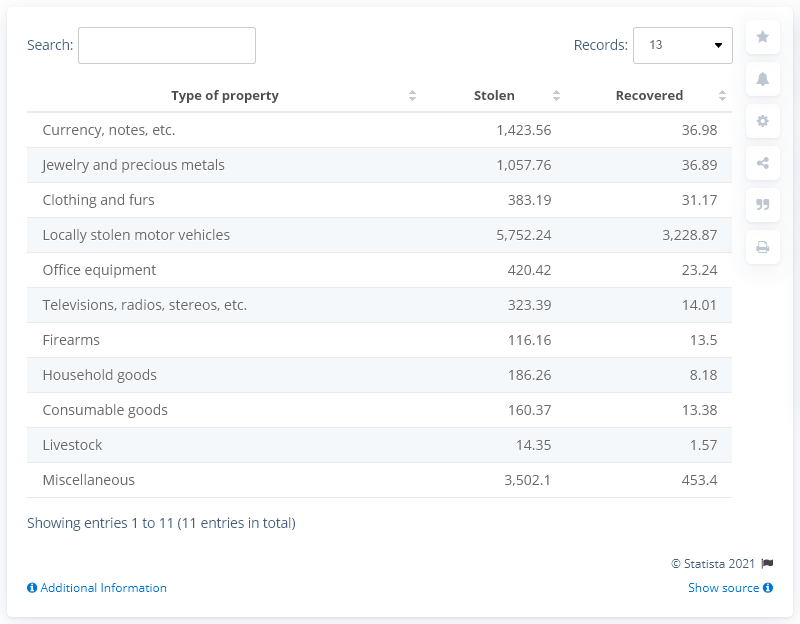 Search:
Records: 13
Type of property Stolen Recovered
Currency, notes, etc. 1,423.56 36.98
Jewelry and precious metals 1,057.76 36.89
Clothing and furs 383.19 31.17
Locally stolen motor vehicles 5,752.24 3,228.87
Office equipment 420.42 23.24
Televisions, radios, stereos, etc. 323.39 14.01
Firearms 116.16 13.5
Household goods 186.26 8.18
Consumable goods 160.37 13.38
Livestock 14.35 1.57
Miscellaneous 3,502.1 453.4
Showing entries 1 to 11 (11 entries in total)
© Statista 2021
Additional Information
Show source